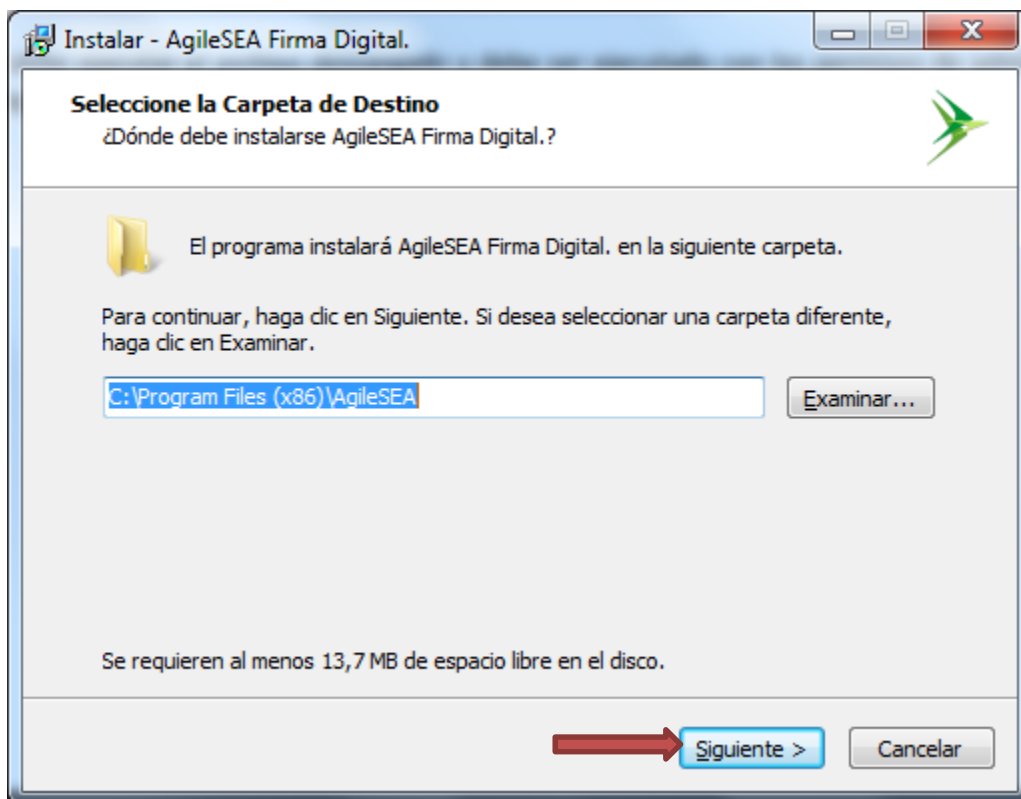 Instalar - AgileSEA Firma Digital.
Seleccione la Carpeta de Destino
¿Dónde debe instalarse AgileSEA Firma Digital.?
El programa instalará AgileSEA Firma Digital. en la siguiente carpeta.
Para continuar, haga clic en Siguiente. Si desea seleccionar una carpeta diferente,
haga clic en Examinar.
C:\Program Files (x86)\AgileSEA
Examinar...
Se requieren al menos 13,7 MB de espacio libre en el disco.
Siguiente >
Cancelar